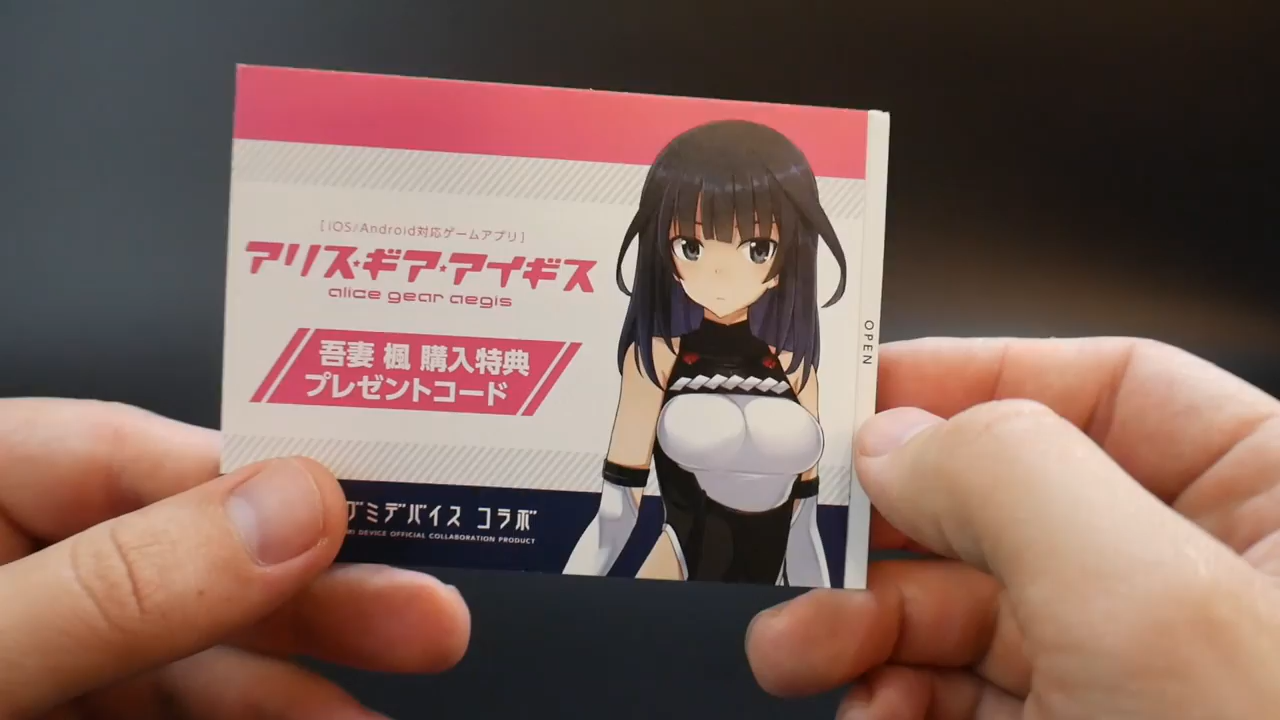 [iOS/Android対応ゲームアプリ]
アリス・ギア・アイギス
alice gear aegis
吾妻 楓 購入特典
プレゼントコード
グミデバイス コラボ
DEVICE OFFICIAL COLLABORATION PRODUCT
OPEN